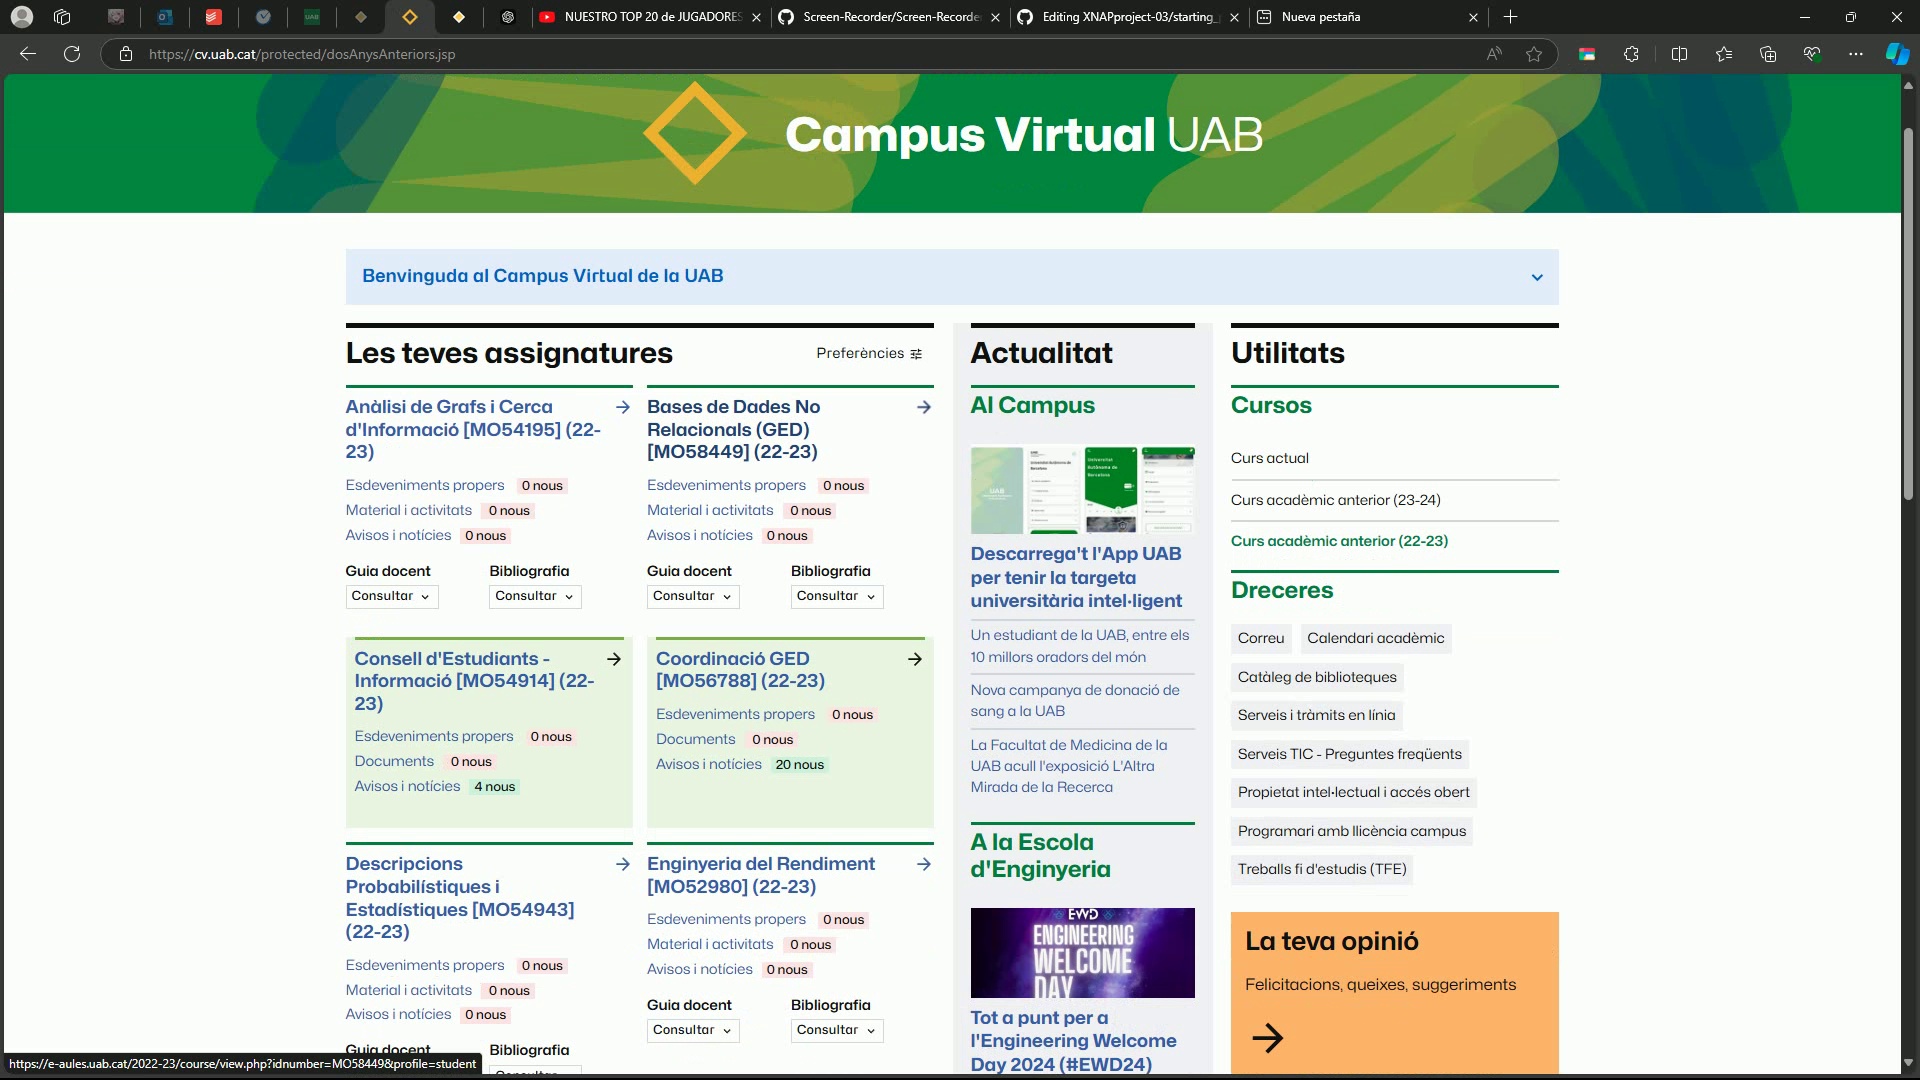 NUESTRO TOP 20 de JUGADORES
Screen-Recorder/Screen-Recorde
Editing XNAPproject-03/starting_
Nueva pestaña
https://cv.uab.cat/protected/dosAnysAnteriors.jsp
Campus Virtual UAB
Benvinguda al Campus Virtual de la UAB
Les teves assignatures
Preferències
Anàlisi de Grafs i Cerca
d'Informació [MO54195] (22-
23)
Esdeveniments propers 0 nous
Material i activitats 0 nous
Avisos i notícies 0 nous
Guia docent
Bibliografia
Consultar
Consultar
Bases de Dades No
Relacionals (GED)
[MO58449] (22-23)
Esdeveniments propers 0 nous
Material i activitats 0 nous
Avisos i notícies 0 nous
Guia docent
Bibliografia
Consultar
Consultar
Consell d'Estudiants -
Informació [MO54914] (22-
23)
Esdeveniments propers 0 nous
Documents 0 nous
Avisos i notícies 4 nous
Coordinació GED
[MO56788] (22-23)
Esdeveniments propers 0 nous
Documents 0 nous
Avisos i notícies 20 nous
Descripcions
Probabilístiques i
Estadístiques [MO54943]
(22-23)
Esdeveniments propers 0 nous
Material i activitats 0 nous
Avisos i notícies 0 nous
Guia docent
Bibliografia
Consultar
Enginyeria del Rendiment
[MO52980] (22-23)
Esdeveniments propers 0 nous
Material i activitats 0 nous
Avisos i notícies 0 nous
Guia docent
Bibliografia
Consultar
Consultar
Actualitat
Al Campus
Descarrega't l'App UAB
per tenir la targeta
universitària intel·ligent
Un estudiant de la UAB, entre els
10 millors oradors del món
Nova campanya de donació de
sang a la UAB
La Facultat de Medicina de la
UAB acull l'exposició L'Altra
Mirada de la Recerca
A la Escola
d'Enginyeria
EWD
ENGINEERING
WELCOME
DAY
Tot a punt per a
l'Engineering Welcome
Day 2024 (#EWD24)
Utilitats
Cursos
Curs actual
Curs acadèmic anterior (23-24)
Curs acadèmic anterior (22-23)
Dreceres
Correu
Calendari acadèmic
Catàleg de biblioteques
Serveis i tràmits en línia
Serveis TIC - Preguntes freqüents
Propietat intel·lectual i accés obert
Programari amb llicència campus
Treballs fi d'estudis (TFE)
La teva opinió
Felicitacions, queixes, suggeriments
https://e-aules.uab.cat/2022-23/course/view.php?idnumber=MO58449&profile=student